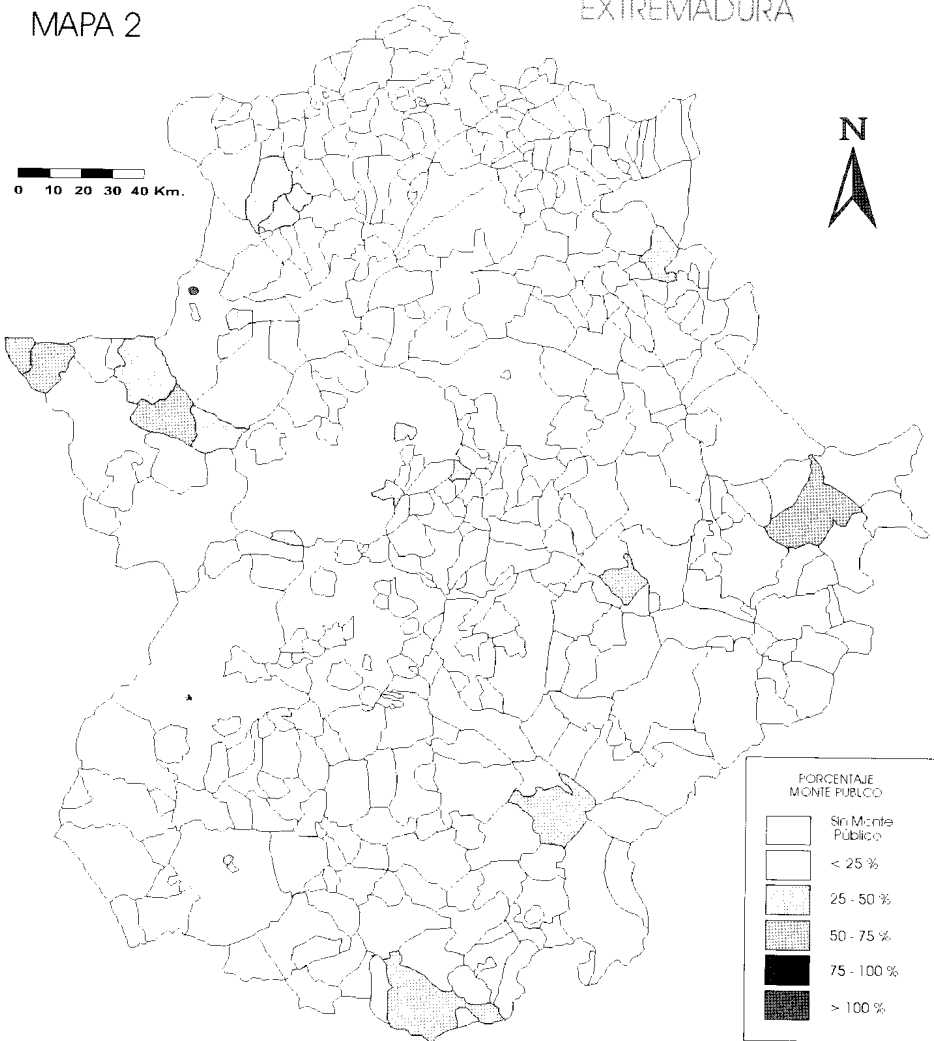 MAPA 2
EXTREMADURA
N
0 10 20 30 40 Km.
PORCENTAJE
MONTE PUBLCO
Sin Monte
Público
< 25 %
25 - 50 %
50 - 75 %
75 - 100 %
> 100 %